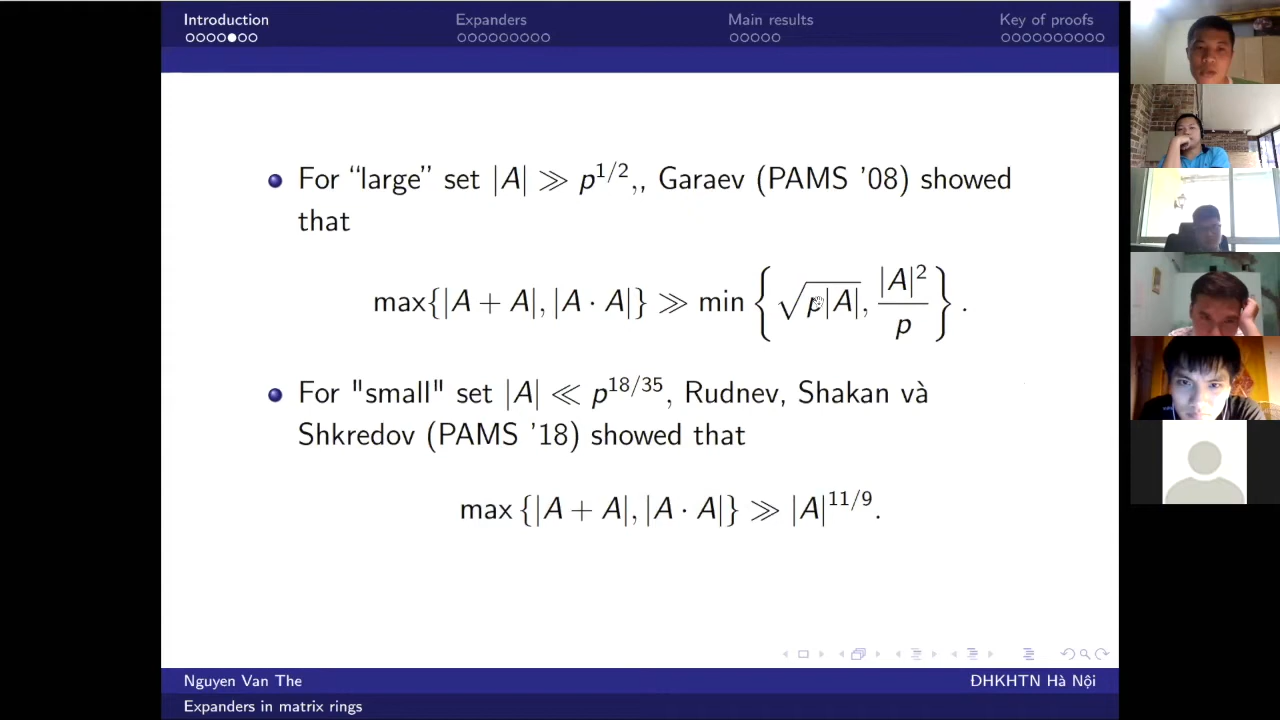 Introduction Expanders Main results Key of proofs
For “large” set |A| ≫ p^{1/2},, Garaev (PAMS ’08) showed
that
max{|A + A|, |A · A|} ≫ min { √p|A|, |A|^2/p } .
For "small" set |A| ≪ p^{18/35}, Rudnev, Shakan và
Shkredov (PAMS ’18) showed that
max {|A + A|, |A · A|} ≫ |A|^{11/9}.
Nguyen Van The ĐHKHTN Hà Nội
Expanders in matrix rings